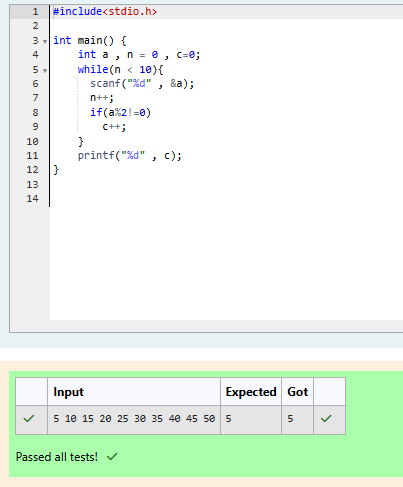 1 #include<stdio.h>
2
3 int main() {
4     int a , n = 0 , c=0;
5     while(n < 10){
6       scanf("%d" , &a);
7       n++;
8       if(a%2!=0)
9         c++;
10     }
11     printf("%d" , c);
12 }
13
14
Input Expected Got
5 10 15 20 25 30 35 40 45 50 5 5
Passed all tests!